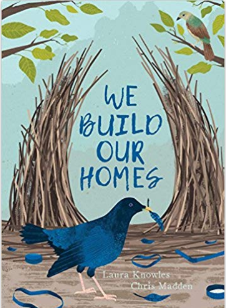 WE
BUILD
OUR
HOMES
Laura Knowles
Chris Madden